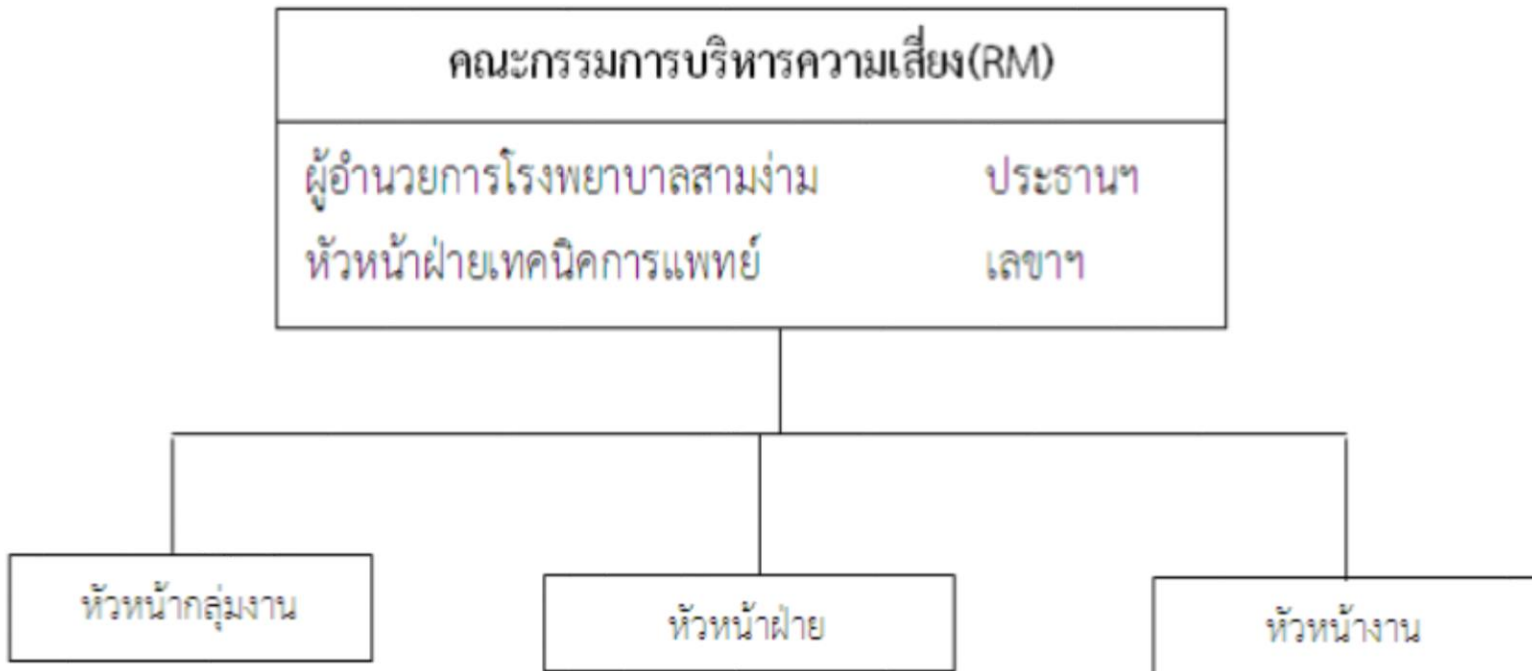 คณะกรรมการบริหารความเสี่ยง(RM)
ผู้อำนวยการโรงพยาบาลสามง่าม ประธานฯ
หัวหน้าฝ่ายเทคนิคการแพทย์ เลขาฯ
หัวหน้ากลุ่มงาน
หัวหน้าฝ่าย
หัวหน้างาน